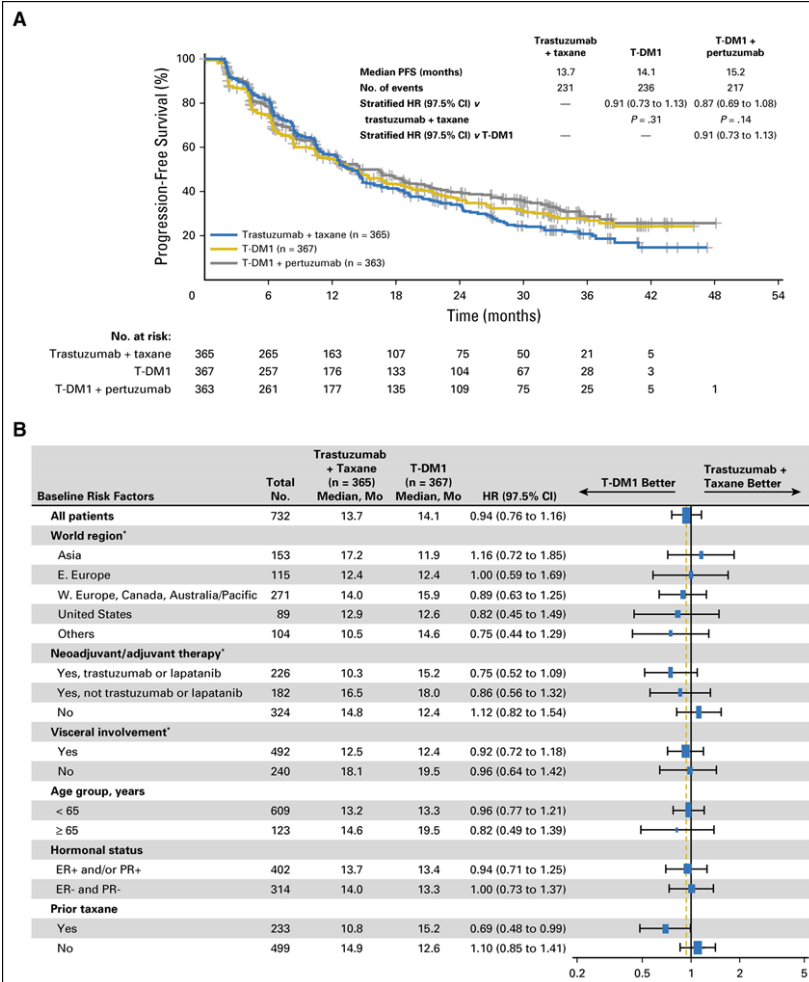 A
Trastuzumab + taxane T-DM1 T-DM1 + pertuzumab
Median PFS (months) 13.7 14.1 15.2
No. of events 231 236 217
Stratified HR (97.5% CI) v — 0.91 (0.73 to 1.13) 0.87 (0.69 to 1.08)
trastuzumab + taxane P = .31 P = .14
Stratified HR (97.5% CI) v T-DM1 — — 0.91 (0.73 to 1.13)
Progression-Free Survival (%)
100
80
60
40
20
Trastuzumab + taxane (n = 365)
T-DM1 (n = 367)
T-DM1 + pertuzumab (n = 363)
0 6 12 18 24 30 36 42 48 54
Time (months)
No. at risk:
Trastuzumab + taxane 365 265 163 107 75 50 21 5
T-DM1 367 257 176 133 104 67 28 3
T-DM1 + pertuzumab 363 261 177 135 109 75 25 5 1
B
Baseline Risk Factors Total No. Trastuzumab + Taxane (n = 365) Median, Mo T-DM1 (n = 367) Median, Mo HR (97.5% CI) T-DM1 Better Trastuzumab + Taxane Better
All patients 732 13.7 14.1 0.94 (0.76 to 1.16)
World region*
Asia 153 17.2 11.9 1.16 (0.72 to 1.85)
E. Europe 115 12.4 12.4 1.00 (0.59 to 1.69)
W. Europe, Canada, Australia/Pacific 271 14.0 15.9 0.89 (0.63 to 1.25)
United States 89 12.9 12.6 0.82 (0.45 to 1.49)
Others 104 10.5 14.6 0.75 (0.44 to 1.29)
Neoadjuvant/adjuvant therapy*
Yes, trastuzumab or lapatanib 226 10.3 15.2 0.75 (0.52 to 1.09)
Yes, not trastuzumab or lapatanib 182 16.5 18.0 0.86 (0.56 to 1.32)
No 324 14.8 12.4 1.12 (0.82 to 1.54)
Visceral involvement*
Yes 492 12.5 12.4 0.92 (0.72 to 1.18)
No 240 18.1 19.5 0.96 (0.64 to 1.42)
Age group, years
< 65 609 13.2 13.3 0.96 (0.77 to 1.21)
≥ 65 123 14.6 19.5 0.82 (0.49 to 1.39)
Hormonal status
ER+ and/or PR+ 402 13.7 13.4 0.94 (0.71 to 1.25)
ER- and PR- 314 14.0 13.3 1.00 (0.73 to 1.37)
Prior taxane
Yes 233 10.8 15.2 0.69 (0.48 to 0.99)
No 499 14.9 12.6 1.10 (0.85 to 1.41)
0.2 0.5 1 2 5